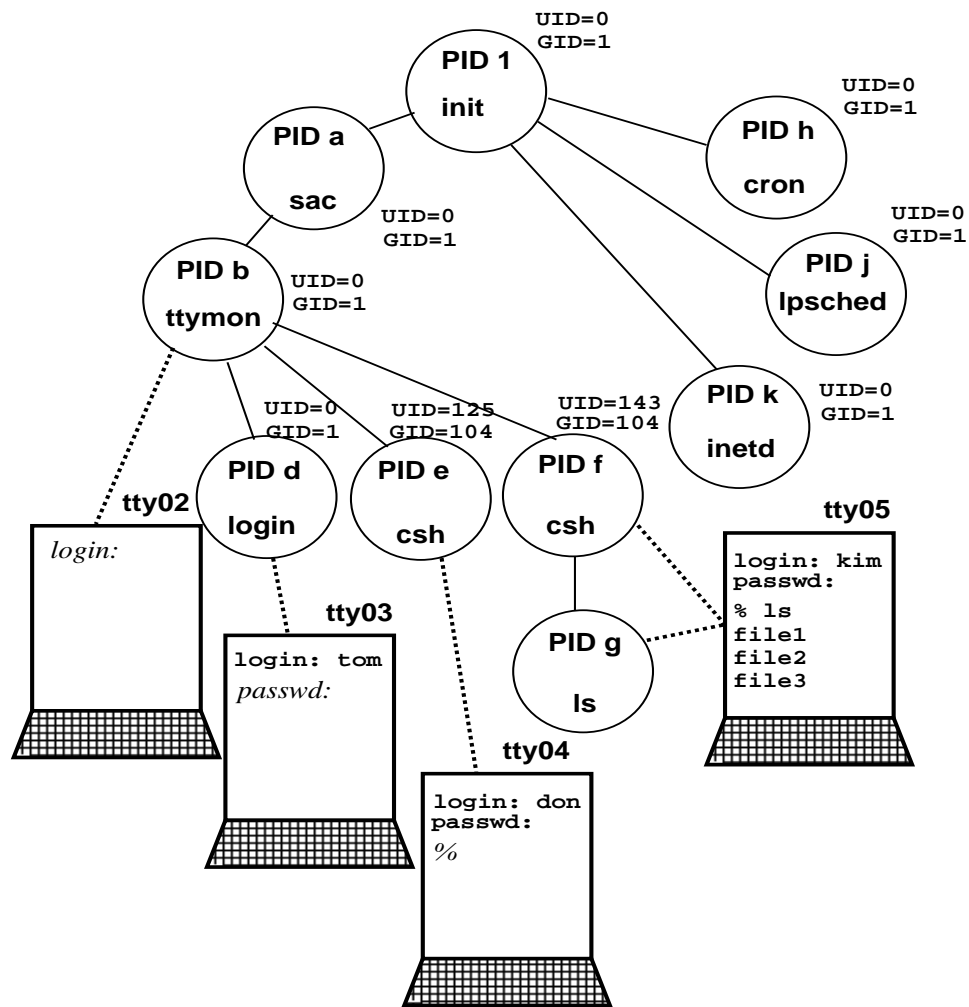 UID=0
GID=1
PID 1
init
UID=0
GID=1
PID h
cron
PID a
sac
UID=0
GID=1
UID=0
GID=1
PID j
lpsched
PID b
ttymon
UID=0
GID=1
PID k
inetd
UID=0
GID=1
UID=0
GID=1
PID d
login
UID=125
GID=104
PID e
csh
UID=143
GID=104
PID f
csh
tty02
login:
tty05
login: kim
passwd:
% ls
file1
file2
file3
tty03
login: tom
passwd:
PID g
ls
tty04
login: don
passwd:
%